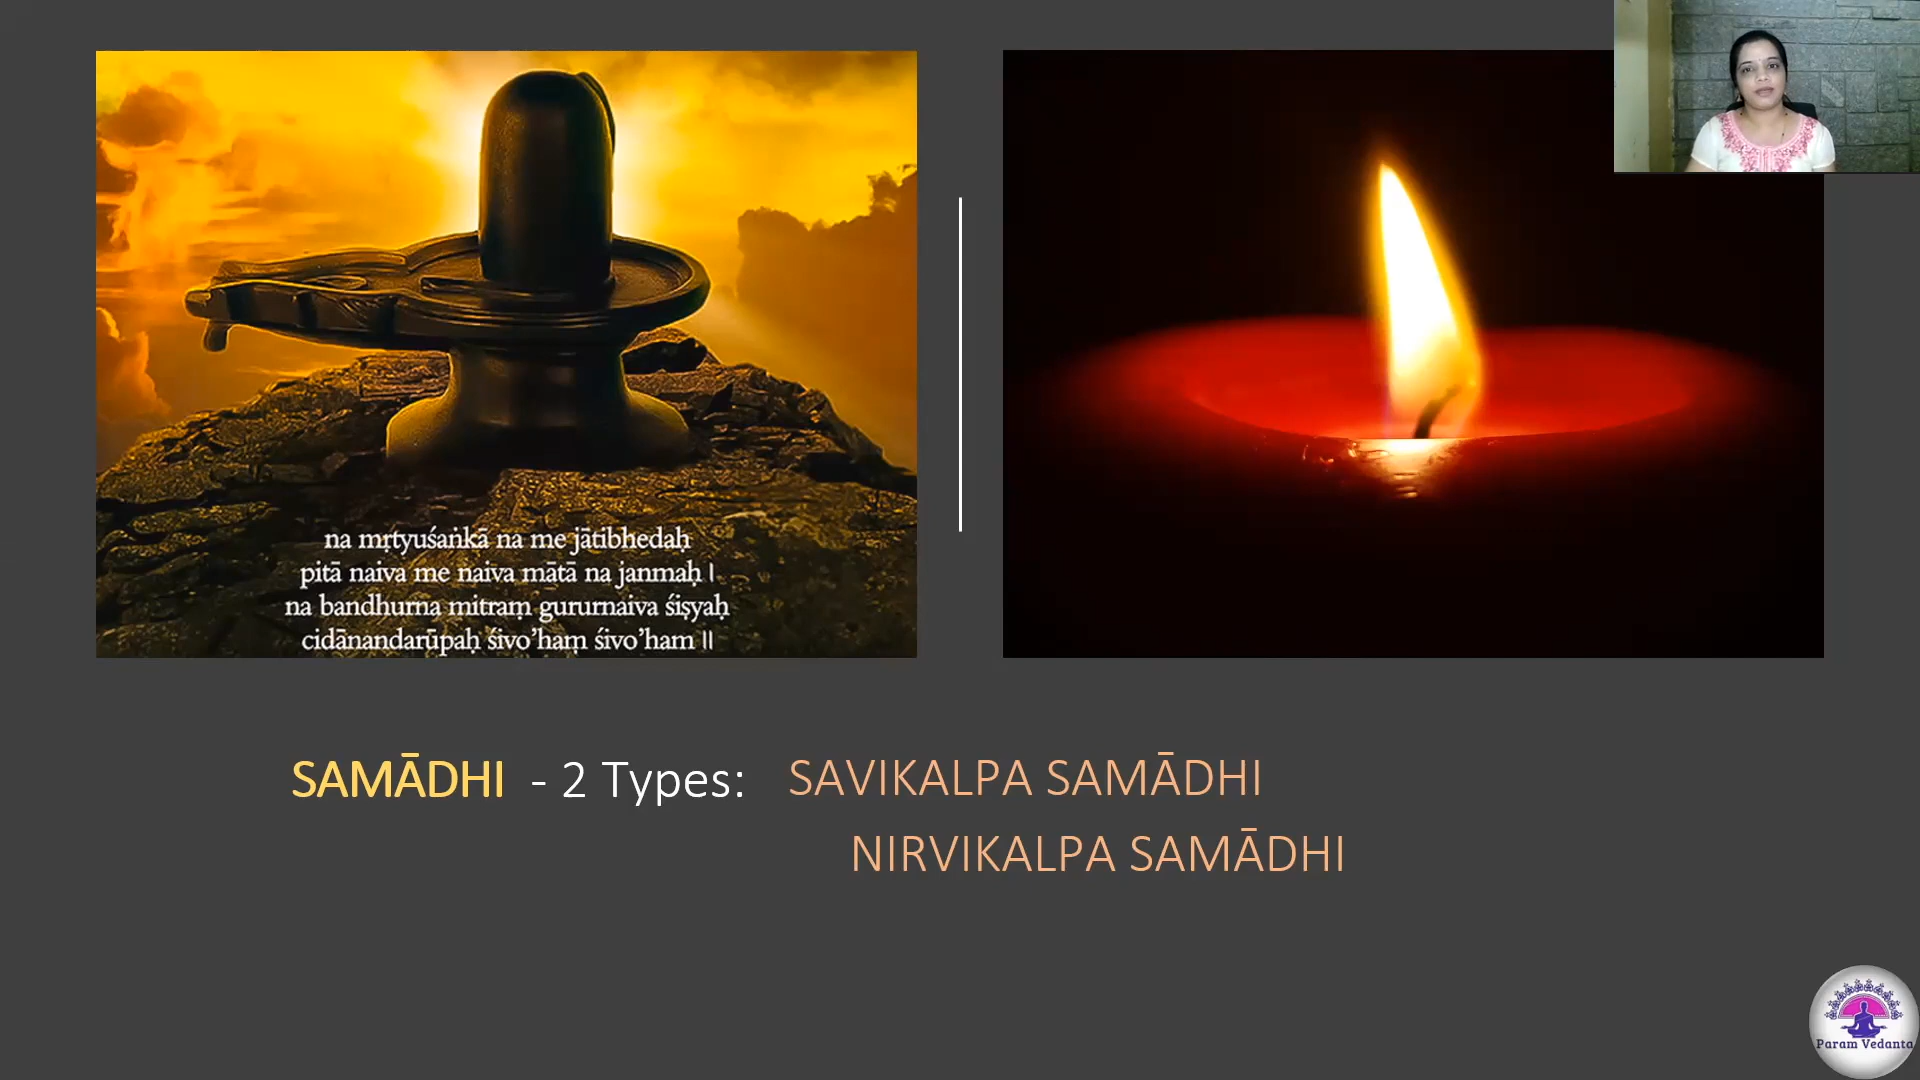 na mṛtyuśaṅkā na me jātibhedaḥ
pitā naiva me naiva mātā na janmaḥ |
na bandhurna mitraṃ gururnaiva śiṣyaḥ
cidānandarūpaḥ śivo’haṃ śivo’ham ||
SAMĀDHI - 2 Types: SAVIKALPA SAMĀDHI
NIRVIKALPA SAMĀDHI
Param Vedanta